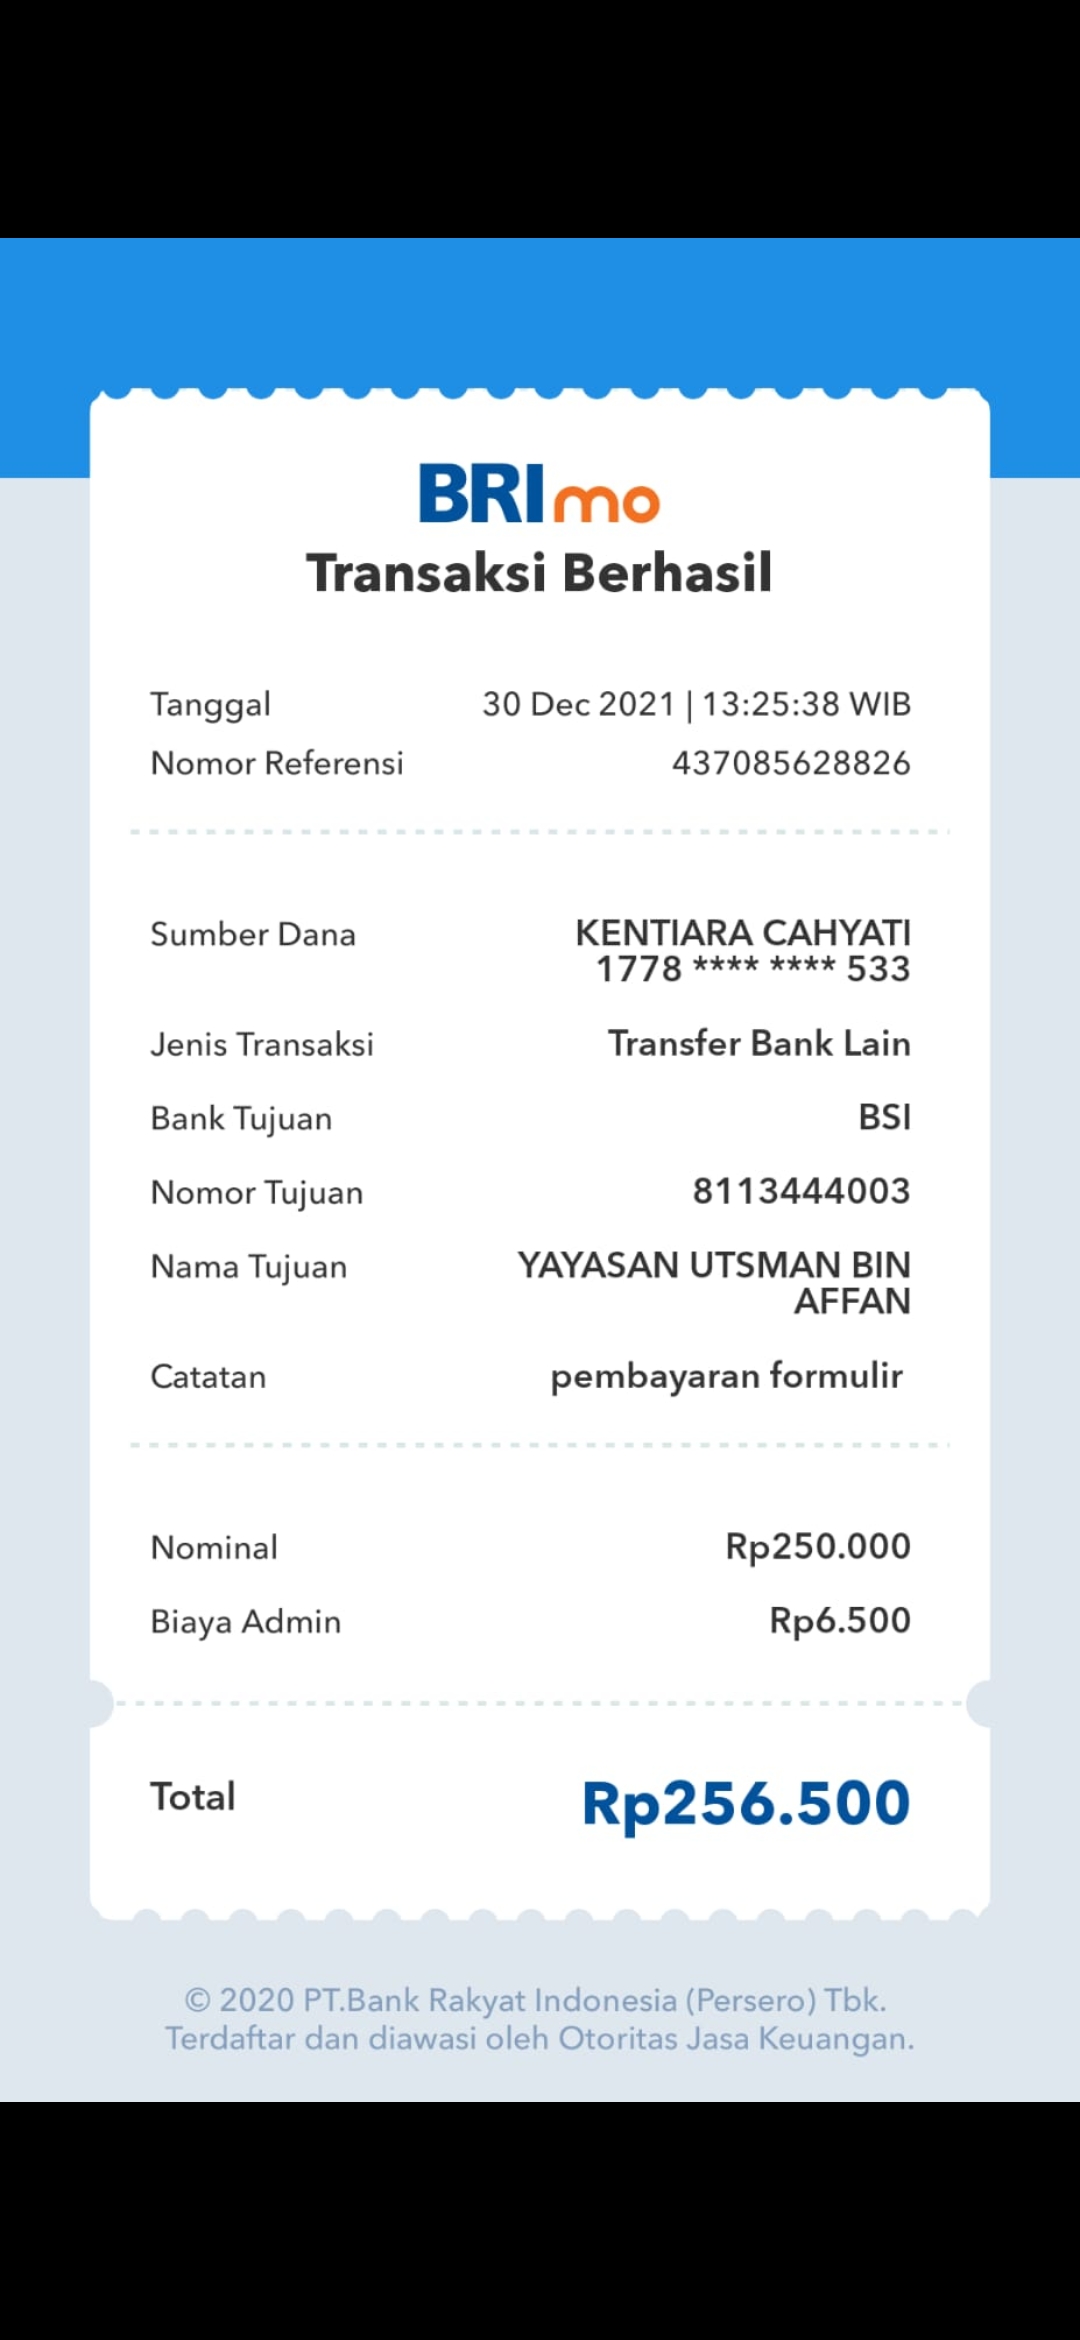 BRImo
Transaksi Berhasil
Tanggal 30 Dec 2021 | 13:25:38 WIB
Nomor Referensi 437085628826
Sumber Dana KENTIARA CAHYATI
1778 **** **** 533
Jenis Transaksi Transfer Bank Lain
Bank Tujuan BSI
Nomor Tujuan 8113444003
Nama Tujuan YAYASAN UTSMAN BIN
AFFAN
Catatan pembayaran formulir
Nominal Rp250.000
Biaya Admin Rp6.500
Total Rp256.500
© 2020 PT.Bank Rakyat Indonesia (Persero) Tbk.
Terdaftar dan diawasi oleh Otoritas Jasa Keuangan.